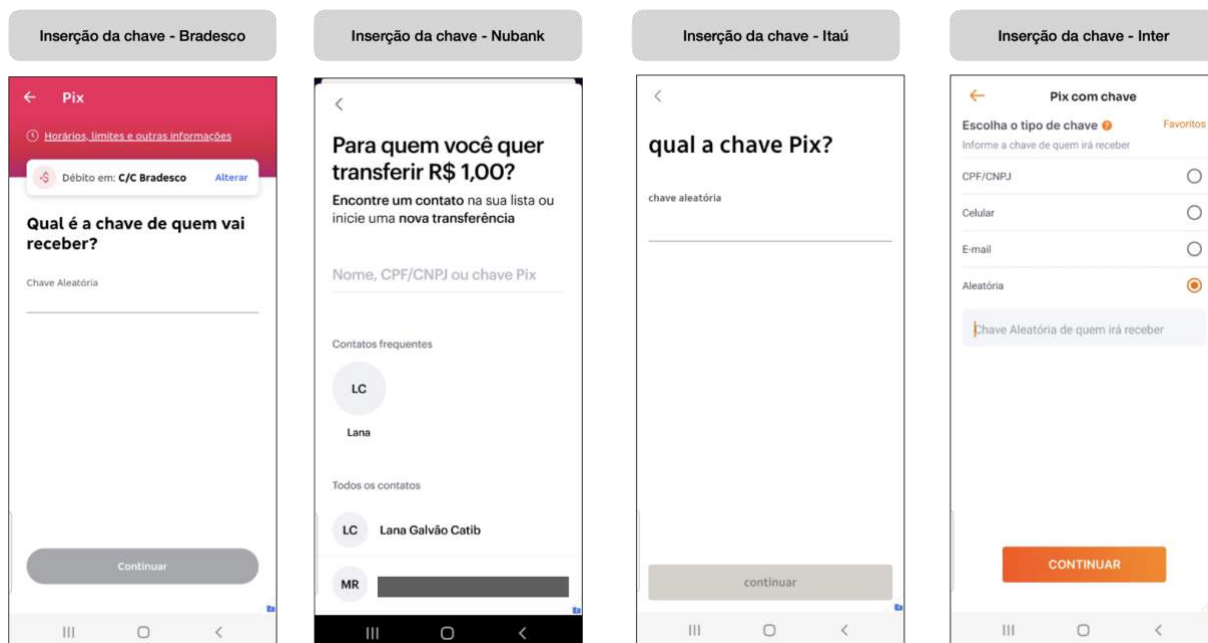 Inserção da chave - Bradesco
Pix
Horários, limites e outras informações
Débito em: C/C Bradesco Alterar
Qual é a chave de quem vai
receber?
Chave Aleatória
Continuar
Inserção da chave - Nubank
Para quem você quer
transferir R$ 1,00?
Encontre um contato na sua lista ou
inicie uma nova transferência
Nome, CPF/CNPJ ou chave Pix
Contatos frequentes
LC
Lana
Todos os contatos
LC Lana Galvão Catib
MR
Inserção da chave - Itaú
qual a chave Pix?
chave aleatória
continuar
Inserção da chave - Inter
Pix com chave
Escolha o tipo de chave Favoritos
Informe a chave de quem irá receber
CPF/CNPJ
Celular
E-mail
Aleatória
Chave Aleatória de quem irá receber
CONTINUAR